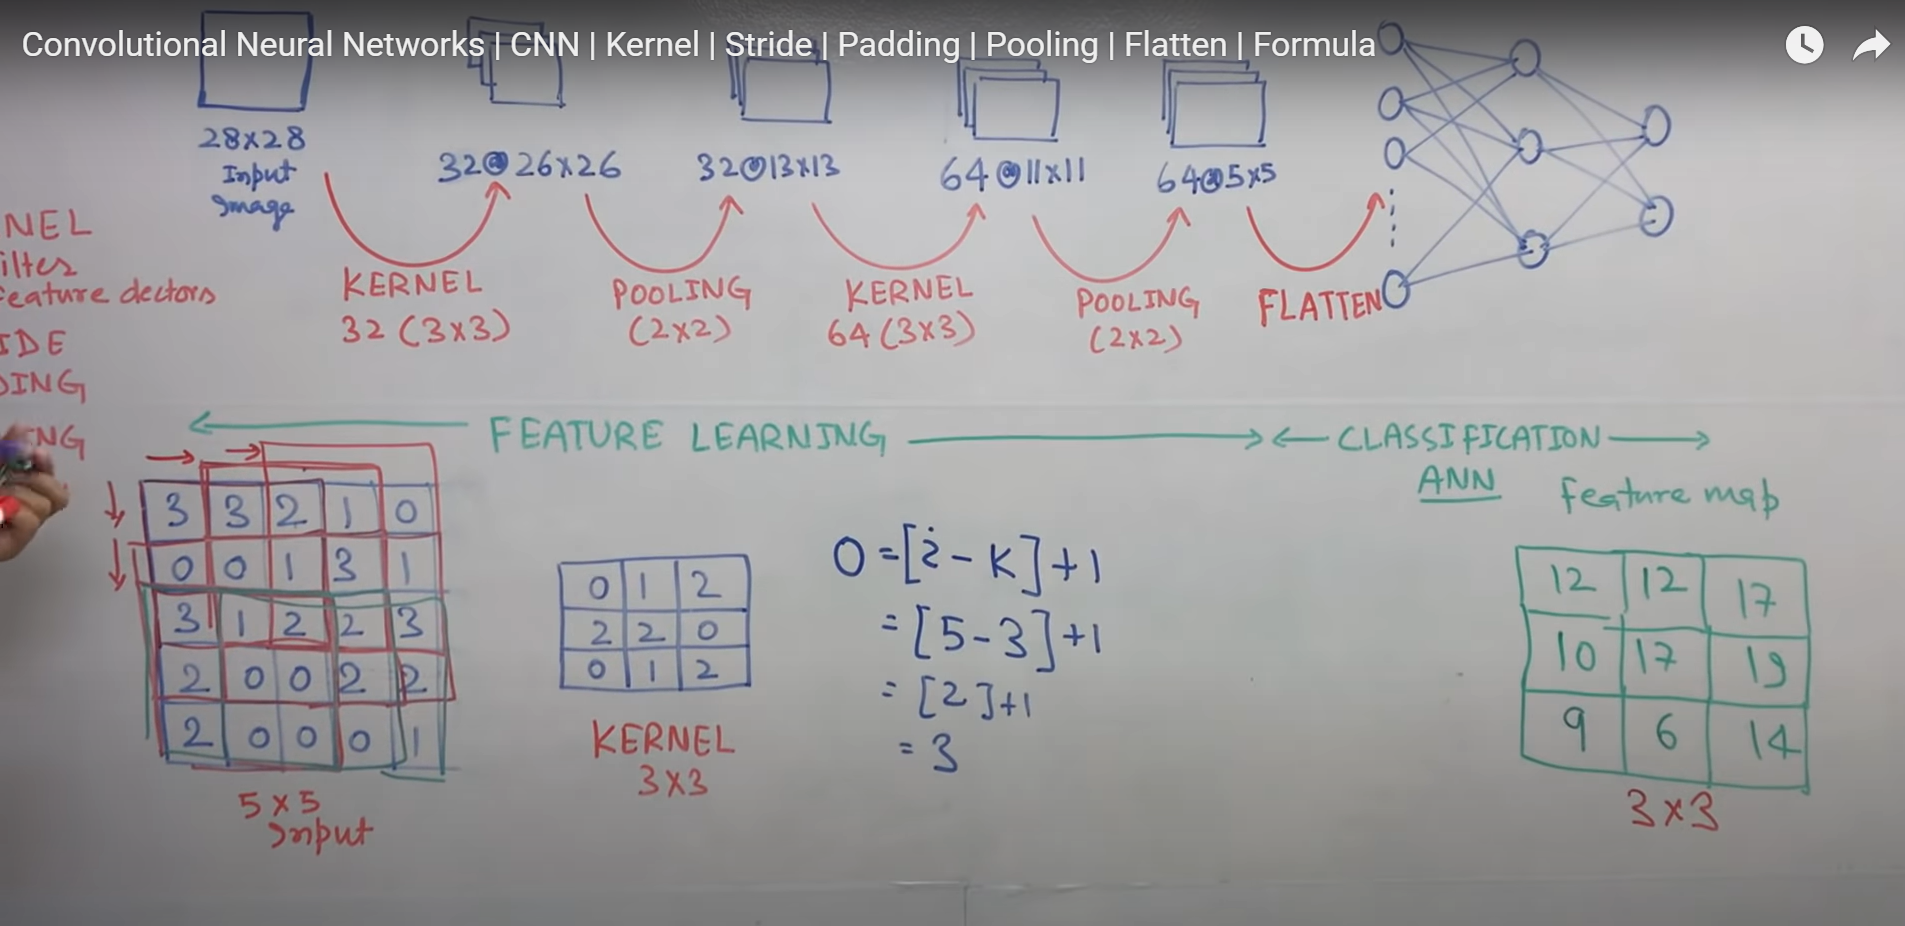 Convolutional Neural Networks | CNN | Kernel | Stride | Padding | Pooling | Flatten | Formula
28x28
Input
Image
32@26x26
32@13x13
64@11x11
64@5x5
NEL
ilter
Feature dectors
IDE
DING
ING
KERNEL
32 (3x3)
POOLING
(2x2)
KERNEL
64 (3x3)
POOLING
(2x2)
FLATTEN
FEATURE LEARNING
CLASSIFICATION
ANN
3 3 2 1 0
0 0 1 3 1
3 1 2 2 3
2 0 0 2 2
2 0 0 0 1
5x5
Input
0 1 2
2 2 0
0 1 2
KERNEL
3x3
O = [i - K] + 1
= [5 - 3] + 1
= [2] + 1
= 3
feature map
12 12 17
10 17 19
9 6 14
3x3